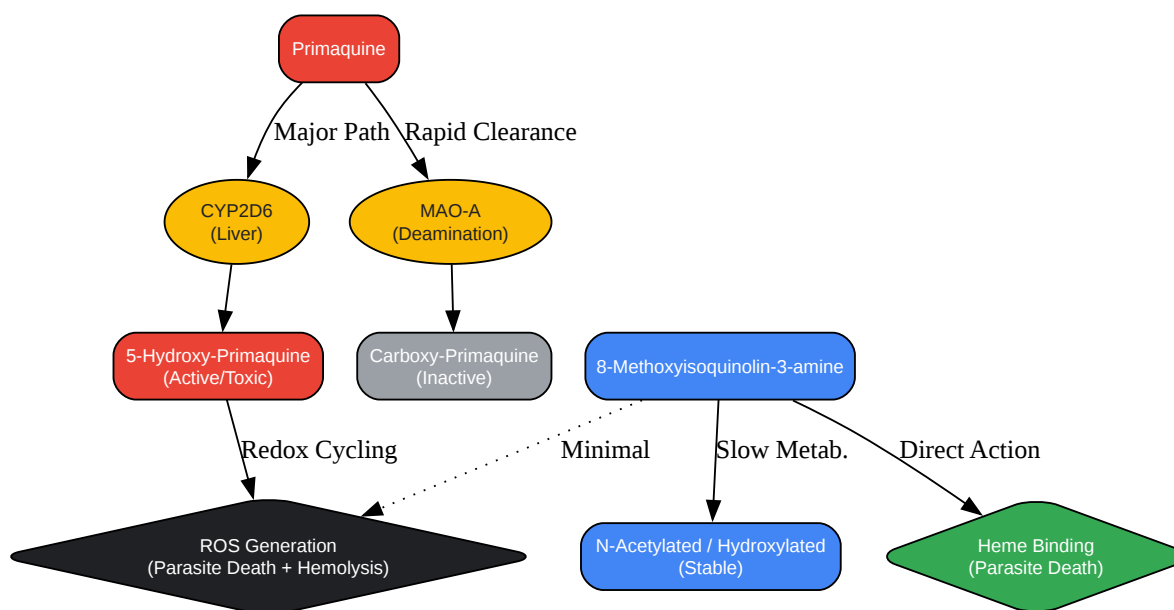 Primaquine
Major Path
Rapid Clearance
CYP2D6
(Liver)
MAO-A
(Deamination)
5-Hydroxy-Primaquine
(Active/Toxic)
Carboxy-Primaquine
(Inactive)
8-Methoxyisoquinolin-3-amine
Redox Cycling
Minimal
Slow Metab.
Direct Action
ROS Generation
(Parasite Death + Hemolysis)
N-Acetylated / Hydroxylated
(Stable)
Heme Binding
(Parasite Death)